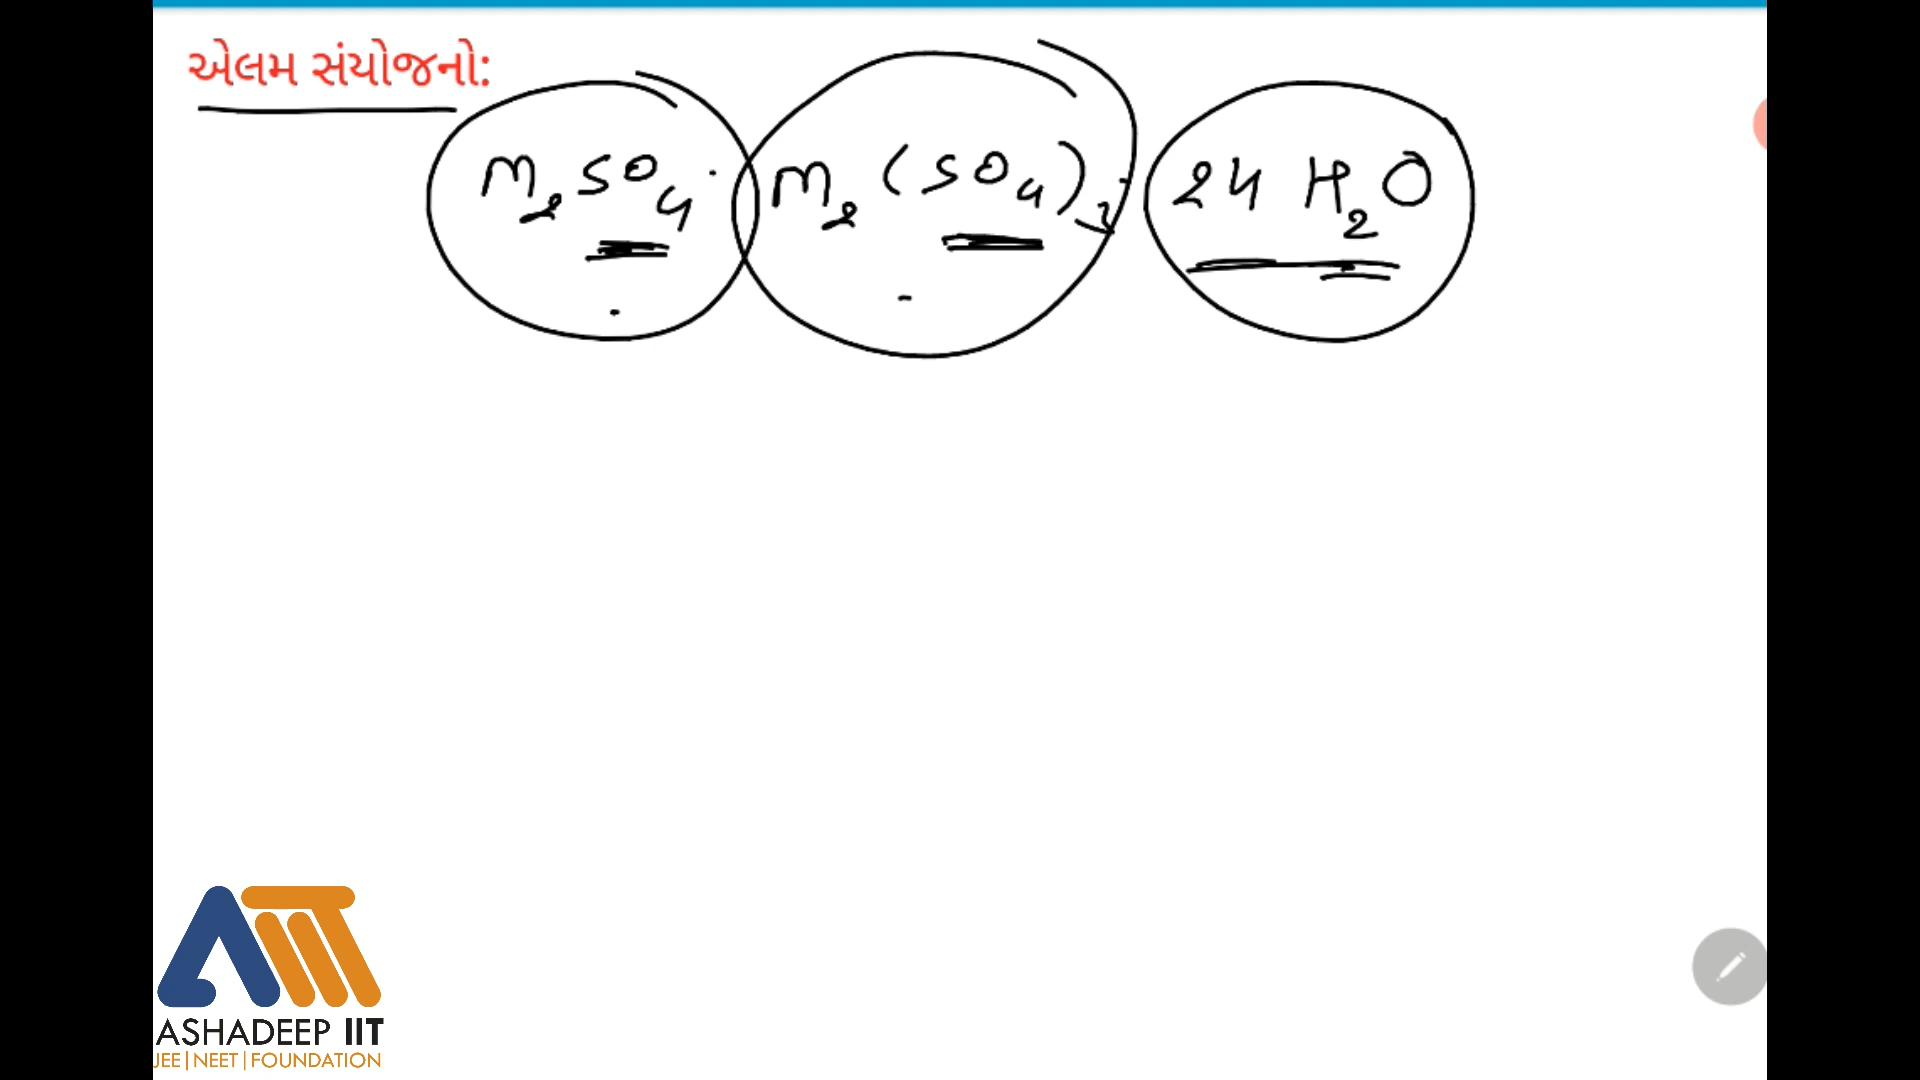 એલમ સંયોજનો:
M₂SO₄ · M₂(SO₄)₃ · 24 H₂O
ASHADEEP IIT
JEE|NEET|FOUNDATION